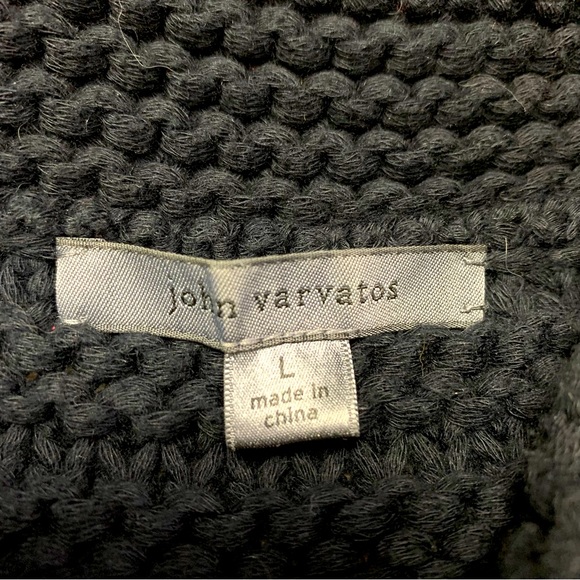 john varvatos
L
made in
china